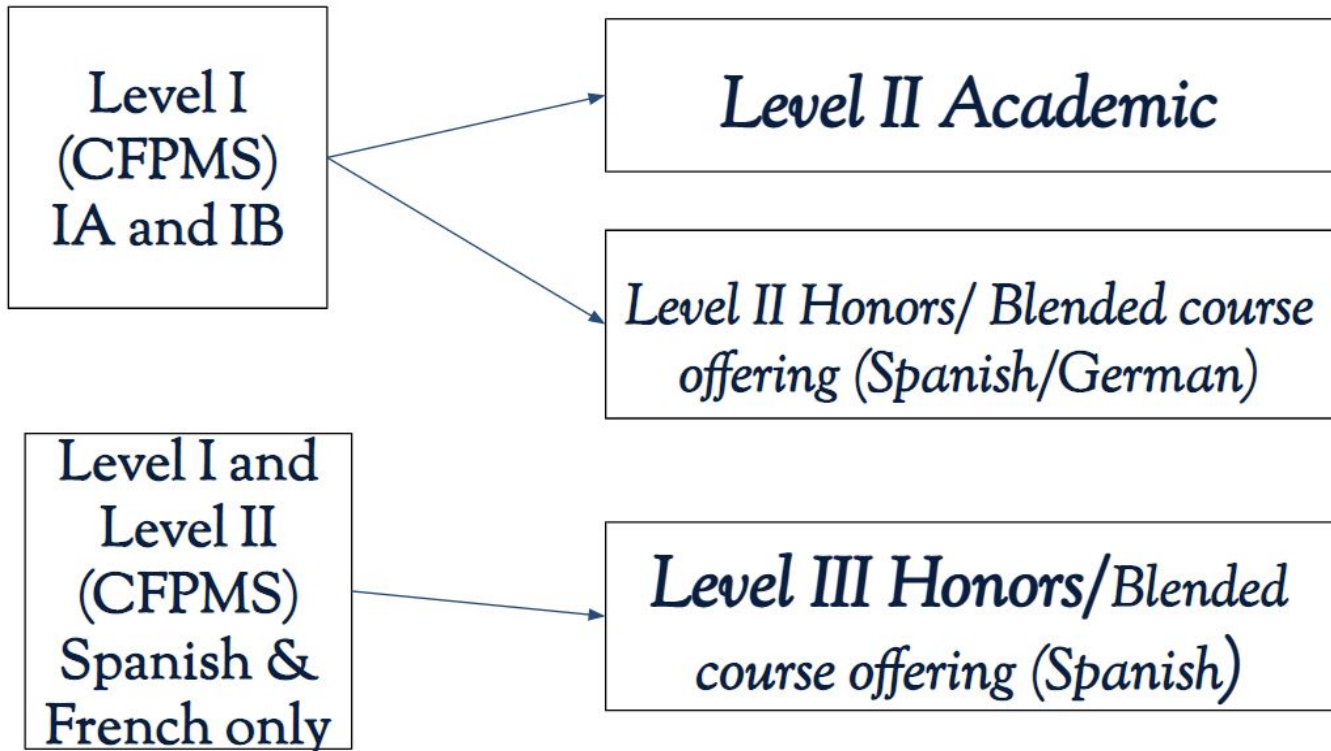 Level I
(CFPMS)
IA and IB
Level II Academic
Level II Honors/ Blended course
offering (Spanish/German)
Level I and
Level II
(CFPMS)
Spanish &
French only
Level III Honors/Blended
course offering (Spanish)